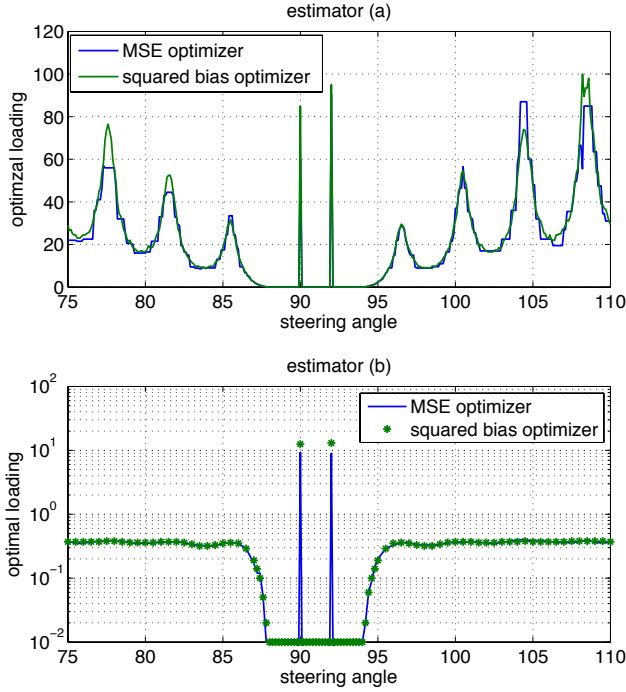 estimator (a)
120
100
80
60
40
20
0
optimzal loading
MSE optimizer
squared bias optimizer
75 80 85 90 95 100 105 110
steering angle
estimator (b)
10^2
10^1
10^0
10^-1
10^-2
optimal loading
MSE optimizer
squared bias optimizer
75 80 85 90 95 100 105 110
steering angle